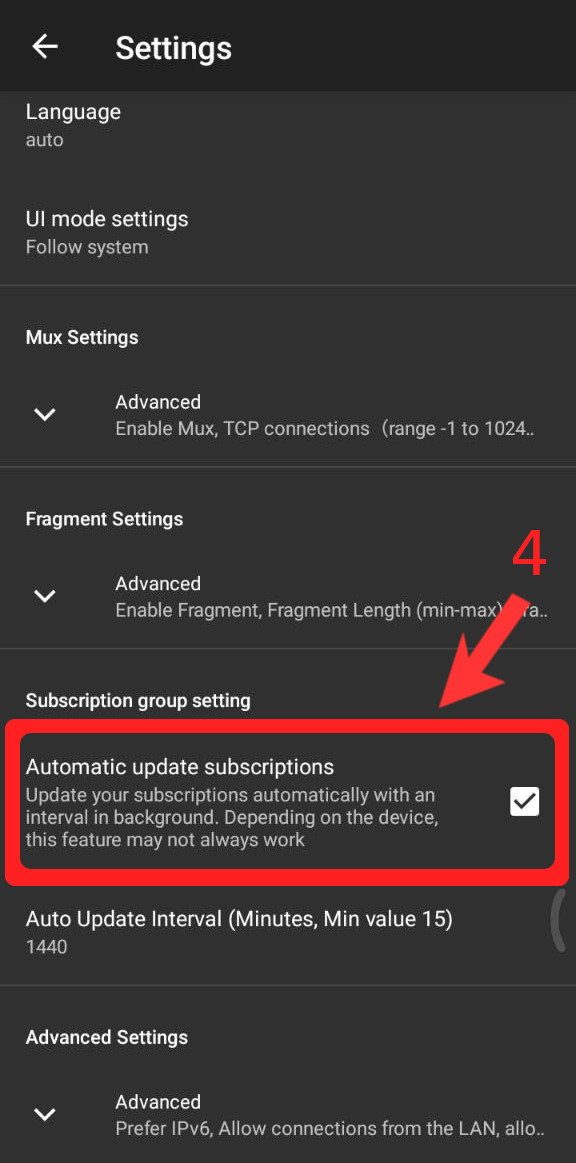 Settings
Language
auto
UI mode settings
Follow system
Mux Settings
Advanced
Enable Mux, TCP connections（range -1 to 1024..
Fragment Settings
4
Advanced
Enable Fragment, Fragment Length (min-max)
Subscription group setting
Automatic update subscriptions
Update your subscriptions automatically with an
interval in background. Depending on the device,
this feature may not always work
Auto Update Interval (Minutes, Min value 15)
1440
Advanced Settings
Advanced
Prefer IPv6, Allow connections from the LAN, allo..